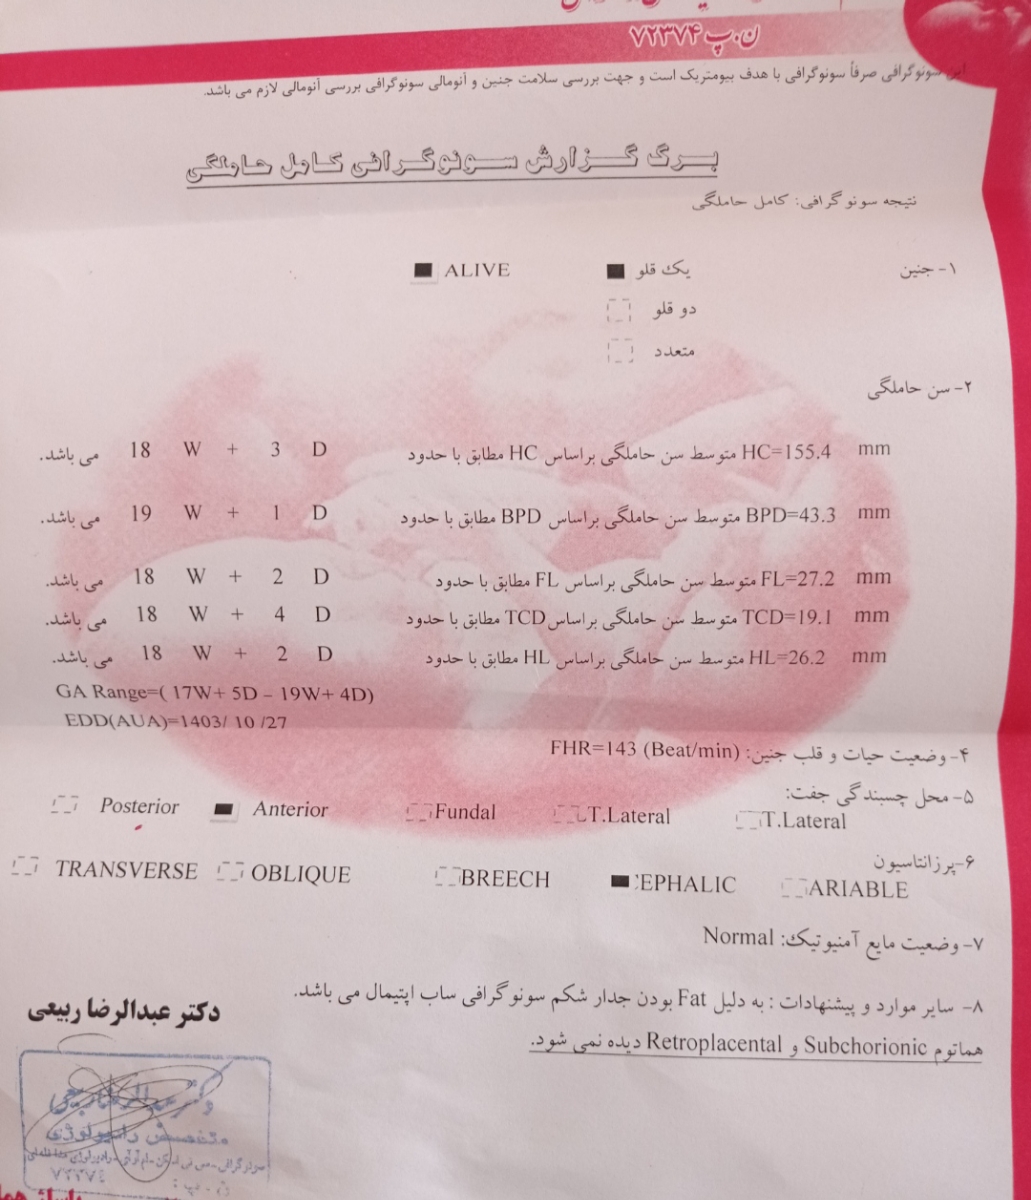 ن.پ ۷۲۳۷۴
این سونوگرافی صرفاً سونوگرافی با هدف بیومتریک است و جهت بررسی سلامت جنین و آنومالی سونوگرافی بررسی آنومالی لازم می باشد.
برگ گزارش سونوگرافی کامل حاملگی
نتیجه سونوگرافی: کامل حاملگی
۱- جنین یک قلو ■ ALIVE ■
دو قلو
متعدد
۲- سن حاملگی
HC=155.4 mm متوسط سن حاملگی براساس HC مطابق با حدود 18 W + 3 D می باشد.
BPD=43.3 mm متوسط سن حاملگی براساس BPD مطابق با حدود 19 W + 1 D می باشد.
FL=27.2 mm متوسط سن حاملگی براساس FL مطابق با حدود 18 W + 2 D می باشد.
TCD=19.1 mm متوسط سن حاملگی براساس TCD مطابق با حدود 18 W + 4 D می باشد.
HL=26.2 mm متوسط سن حاملگی براساس HL مطابق با حدود 18 W + 2 D می باشد.
GA Range=( 17W+ 5D – 19W+ 4D)
EDD(AUA)=1403/ 10 /27
۴- وضعیت حیات و قلب جنین: FHR=143 (Beat/min)
۵- محل چسبندگی جفت:
Posterior ■ Anterior Fundal T.Lateral T.Lateral
۶-پرزانتاسیون
TRANSVERSE OBLIQUE BREECH ■ EPHALIC ARIABLE
۷- وضعیت مایع آمنیوتیک: Normal
۸- سایر موارد و پیشنهادات : به دلیل Fat بودن جدار شکم سونوگرافی ساب اپتیمال می باشد.
هماتوم Subchorionic و Retroplacental دیده نمی شود.
دکتر عبدالرضا ربیعی
دکتر عبدالرضا ربیعی
متخصص رادیولوژی
۷۲۳۷٤